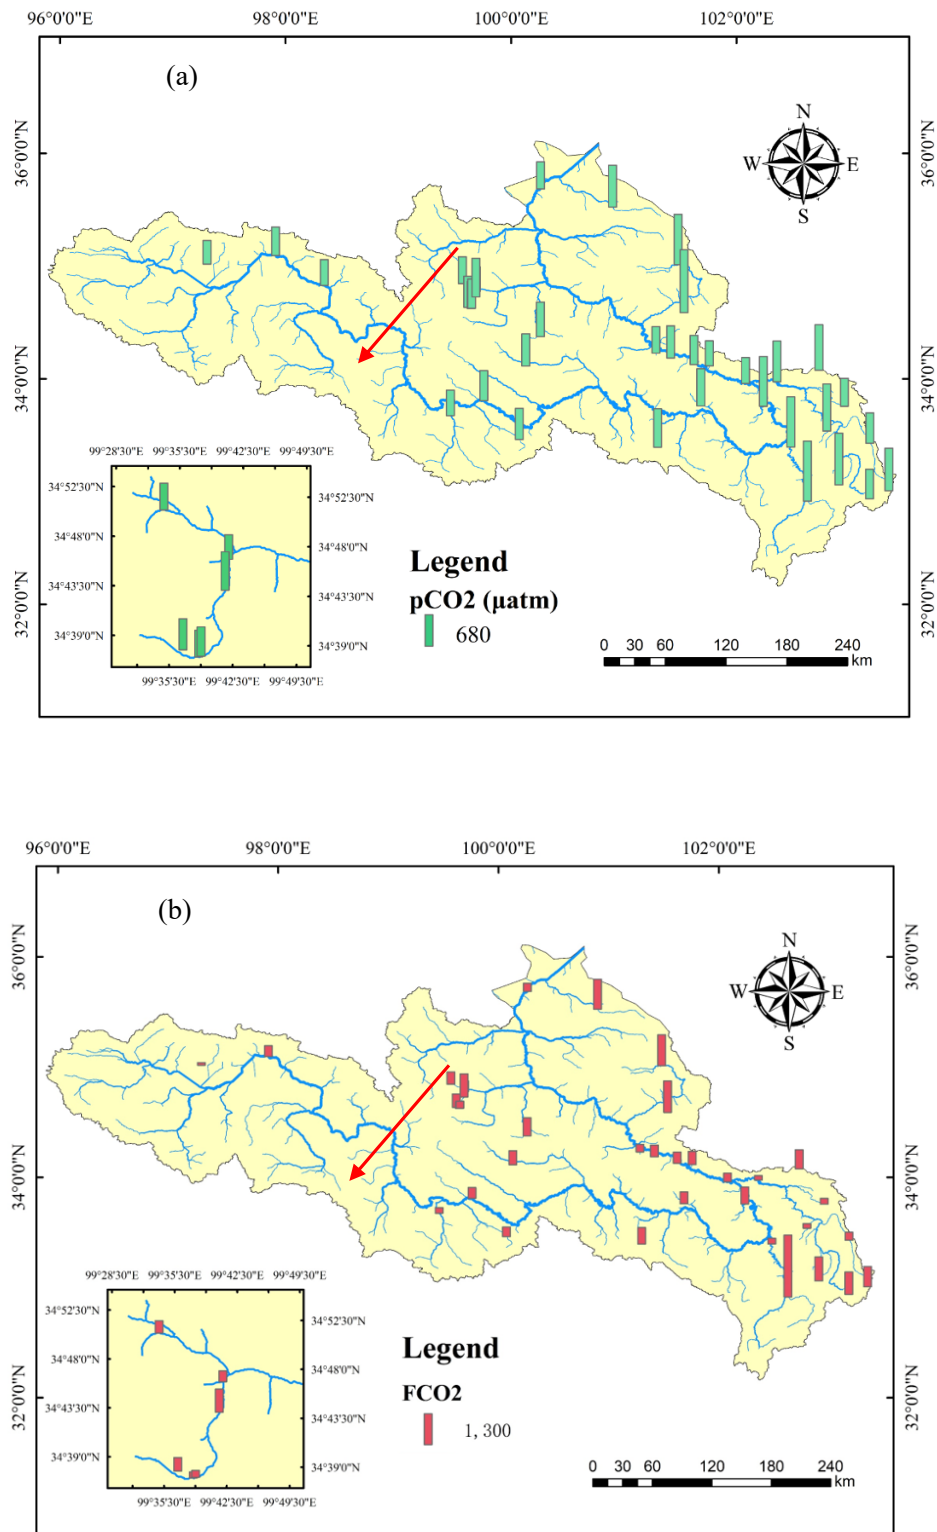 96°0'0"E 98°0'0"E 100°0'0"E 102°0'0"E
(a)
N
W E
S
36°0'0"N 36°0'0"N
34°0'0"N 34°0'0"N
32°0'0"N 32°0'0"N
99°28'30"E 99°35'30"E 99°42'30"E 99°49'30"E
34°52'30"N 34°52'30"N
34°48'0"N 34°48'0"N
34°43'30"N 34°43'30"N
34°39'0"N 34°39'0"N
99°35'30"E 99°42'30"E 99°49'30"E
Legend
pCO2 (μatm)
680
0 30 60 120 180 240
km
96°0'0"E 98°0'0"E 100°0'0"E 102°0'0"E
(b)
N
W E
S
36°0'0"N 36°0'0"N
34°0'0"N 34°0'0"N
32°0'0"N 32°0'0"N
99°28'30"E 99°35'30"E 99°42'30"E 99°49'30"E
34°52'30"N 34°52'30"N
34°48'0"N 34°48'0"N
34°43'30"N 34°43'30"N
34°39'0"N 34°39'0"N
99°35'30"E 99°42'30"E 99°49'30"E
Legend
FCO2
1,300
0 30 60 120 180 240
km